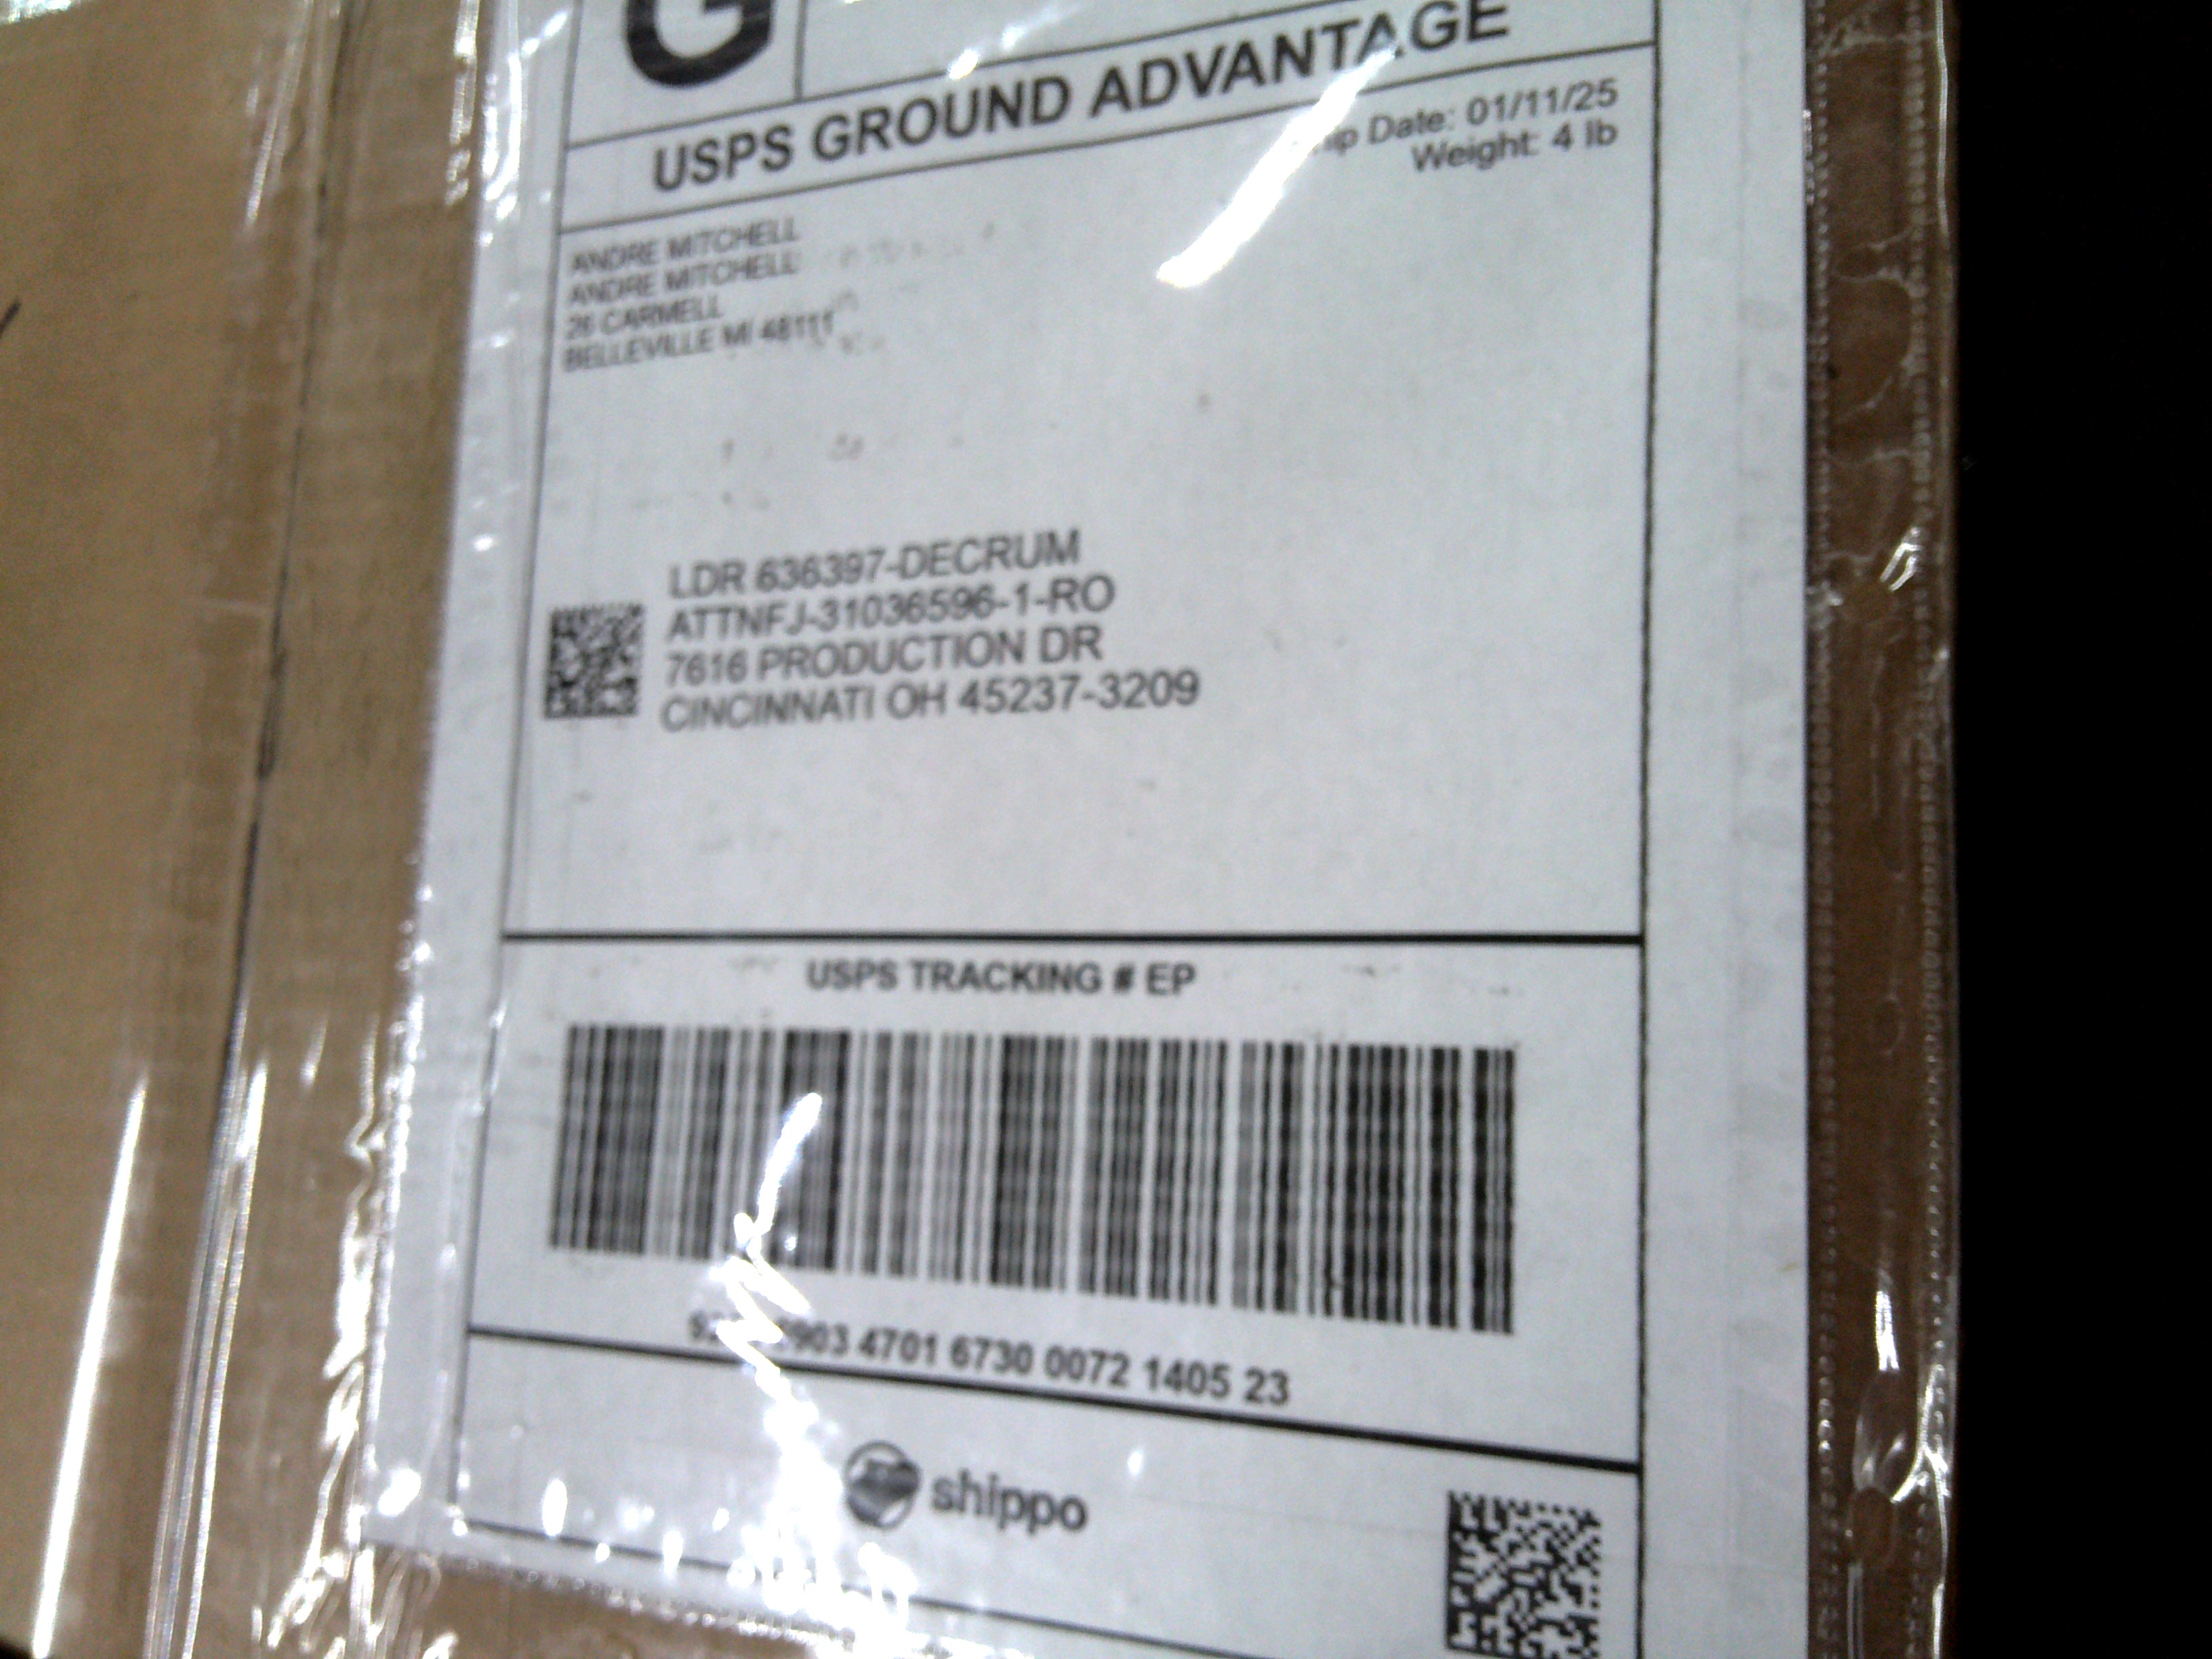 G
USPS GROUND ADVANTAGE
Date: 01/11/25
Weight: 4 lb
ANDRE MITCHELL
ANDRE MITCHELL
26 CARMELL
BELLEVILLE MI 48111
LDR 636397-DECRUM
ATTNFJ-31036596-1-RO
7616 PRODUCTION DR
CINCINNATI OH 45237-3209
USPS TRACKING # EP
4701 6730 0072 1405 23
shippo